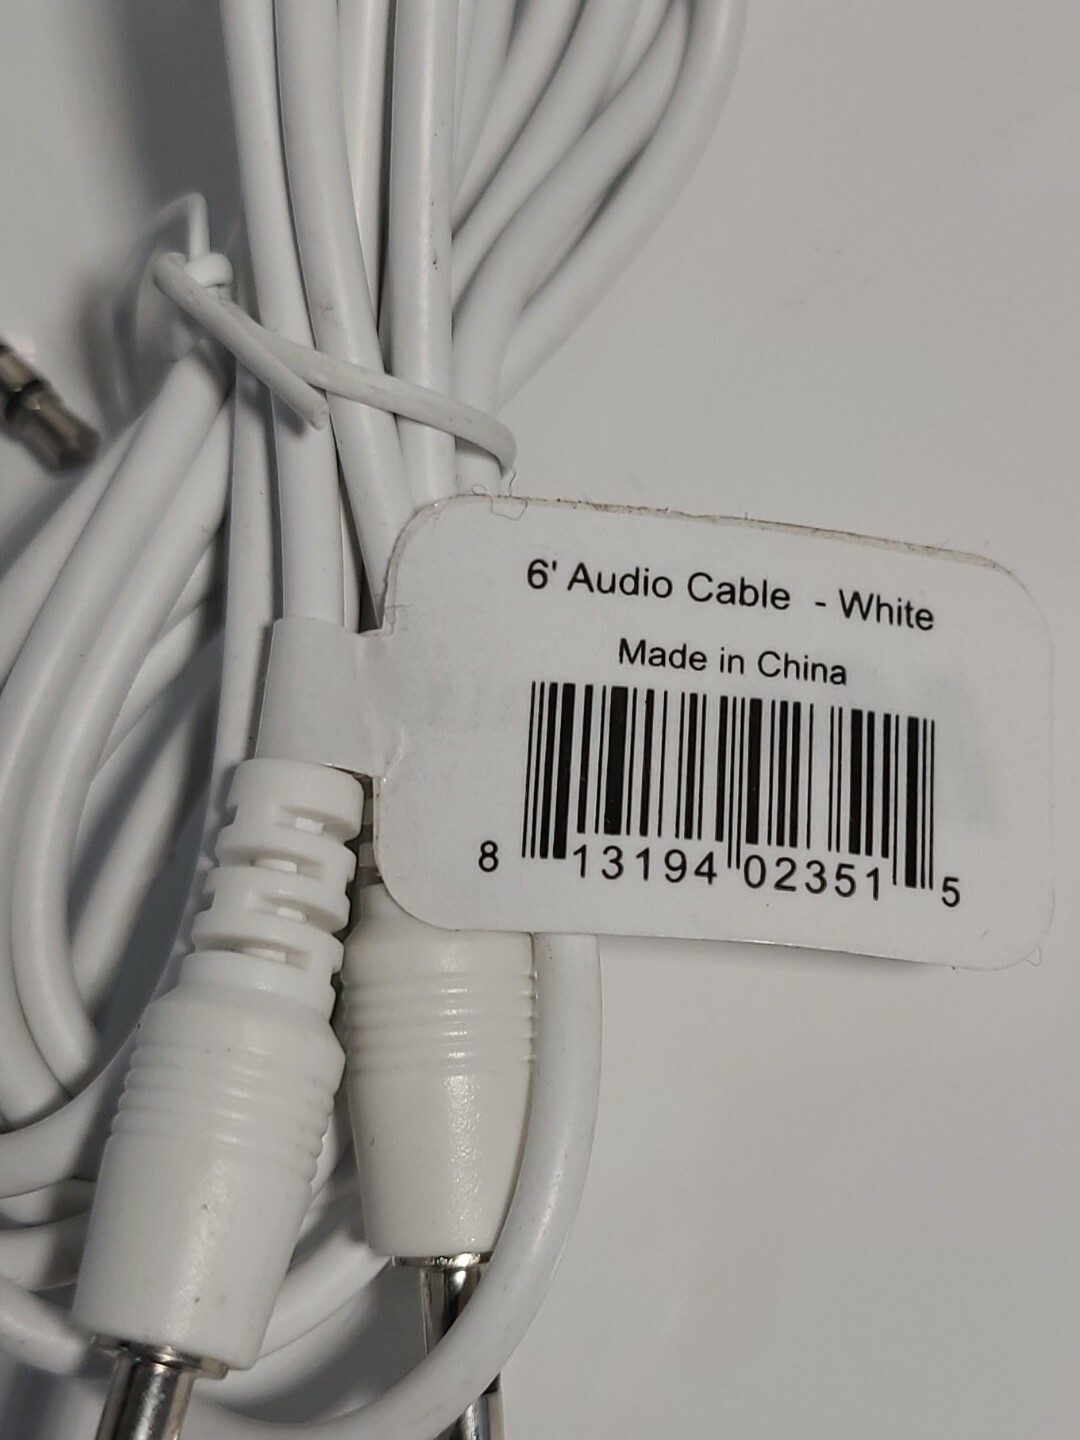 6' Audio Cable - White
Made in China
8 13194 02351 5